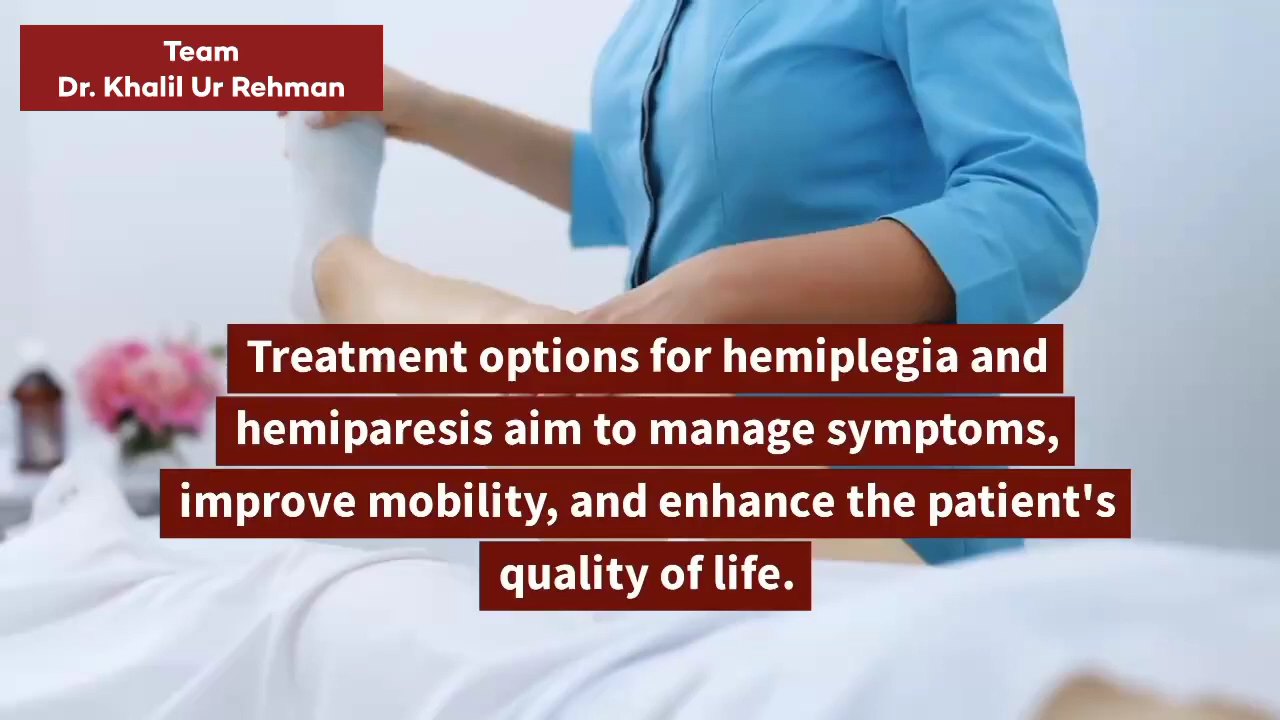 Team
Dr. Khalil Ur Rehman
Treatment options for hemiplegia and
hemiparesis aim to manage symptoms,
improve mobility, and enhance the patient's
quality of life.